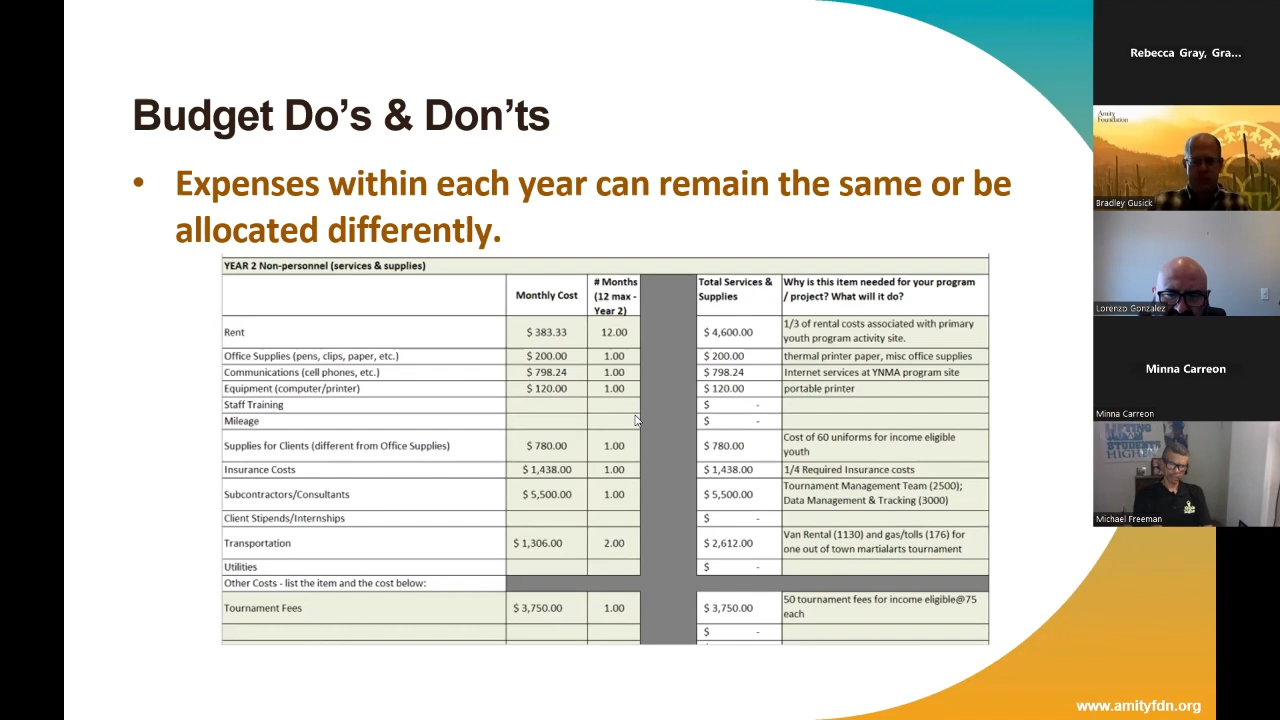 Budget Do's & Don'ts
• Expenses within each year can remain the same or be
allocated differently.
YEAR 2 Non-personnel (services & supplies)
Monthly Cost # Months (12 max - Year 2) Total Services & Supplies Why is this item needed for your program / project? What will it do?
Rent $ 383.33 12.00 $ 4,600.00 1/3 of rental costs associated with primary youth program activity site.
Office Supplies (pens, clips, paper, etc.) $ 200.00 1.00 $ 200.00 thermal printer paper, misc office supplies
Communications (cell phones, etc.) $ 798.24 1.00 $ 798.24 Internet services at YNMA program site
Equipment (computer/printer) $ 120.00 1.00 $ 120.00 portable printer
Staff Training $ -
Mileage $ -
Supplies for Clients (different from Office Supplies) $ 780.00 1.00 $ 780.00 Cost of 60 uniforms for income eligible youth
Insurance Costs $ 1,438.00 1.00 $ 1,438.00 1/4 Required Insurance costs
Subcontractors/Consultants $ 5,500.00 1.00 $ 5,500.00 Tournament Management Team (2500); Data Management & Tracking (3000)
Client Stipends/Internships $ -
Transportation $ 1,306.00 2.00 $ 2,612.00 Van Rental (1130) and gas/tolls (176) for one out of town martialarts tournament
Utilities $ -
Other Costs - list the item and the cost below:
Tournament Fees $ 3,750.00 1.00 $ 3,750.00 50 tournament fees for income eligible@75 each
$ -
www.amityfdn.org
Rebecca Gray, Gra...
Amity
Foundation
Bradley Gusick
Lorenzo Gonzalez
Minna Carreon
Minna Carreon
LIFTING
STUDENTS
HIGHER
Michael Freeman